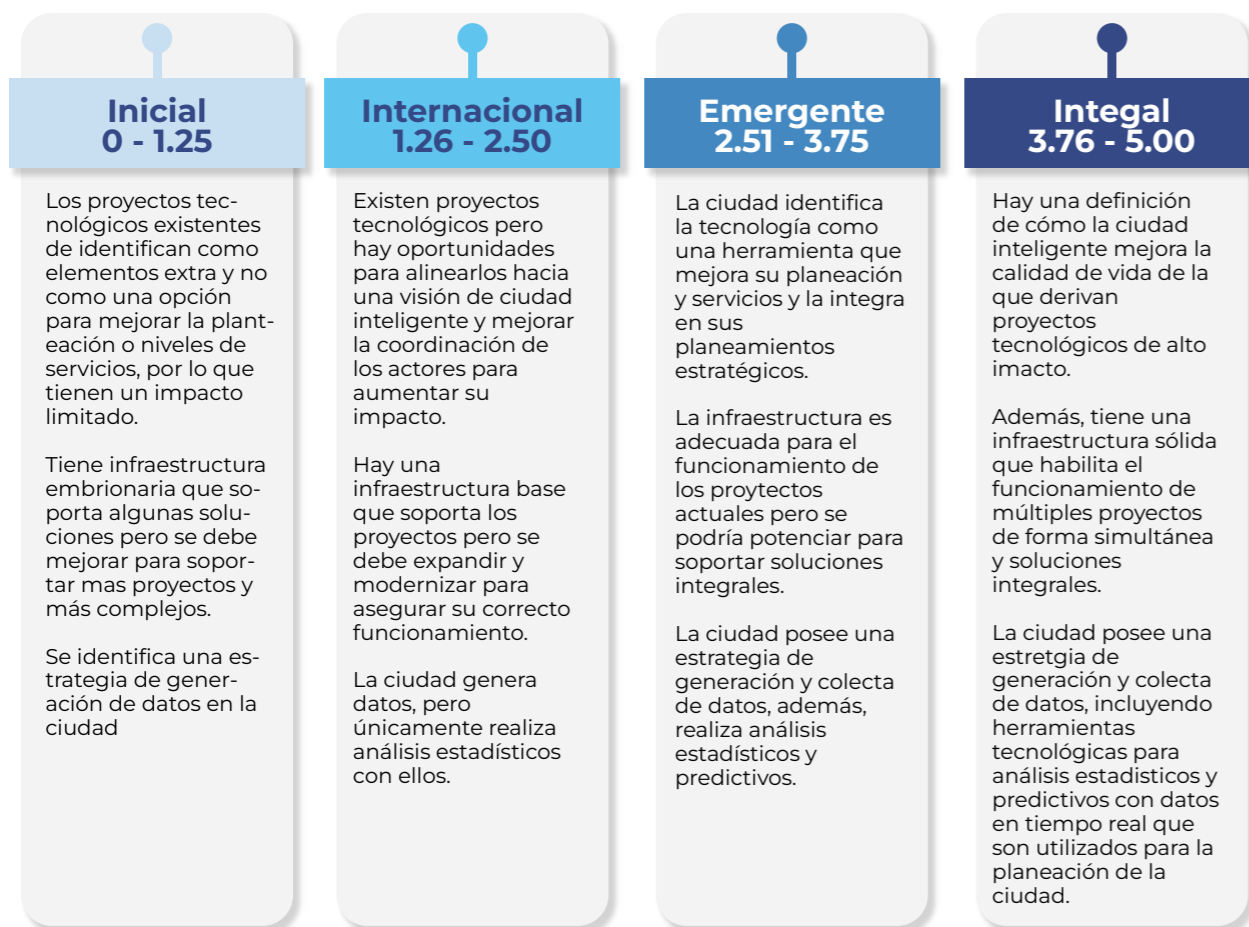 Inicial
0 - 1.25
Los proyectos tec-
nológicos existentes
de identifican como
elementos extra y no
como una opción
para mejorar la plant-
eación o niveles de
servicios, por lo que
tienen un impacto
limitado.
Tiene infraestructura
embrionaria que so-
porta algunas solu-
ciones pero se debe
mejorar para sopor-
tar mas proyectos y
más complejos.
Se identifica una es-
trategia de gener-
ación de datos en la
ciudad
Internacional
1.26 - 2.50
Existen proyectos
tecnológicos pero
hay oportunidades
para alinearlos hacia
una visión de ciudad
inteligente y mejorar
la coordinación de
los actores para
aumentar su
impacto.
Hay una
infraestructura base
que soporta los
proyectos pero se
debe expandir y
modernizar para
asegurar su correcto
funcionamiento.
La ciudad genera
datos, pero
únicamente realiza
análisis estadísticos
con ellos.
Emergente
2.51 - 3.75
La ciudad identifica
la tecnología como
una herramienta que
mejora su planeación
y servicios y la integra
en sus
planeamientos
estratégicos.
La infraestructura es
adecuada para el
funcionamiento de
los proytectos
actuales pero se
podría potenciar para
soportar soluciones
integrales.
La ciudad posee una
estrategia de
generación y colecta
de datos, además,
realiza análisis
estadísticos y
predictivos.
Integal
3.76 - 5.00
Hay una definición
de cómo la ciudad
inteligente mejora la
calidad de vida de la
que derivan
proyectos
tecnológicos de alto
imacto.
Además, tiene una
infraestructura sólida
que habilita el
funcionamiento de
múltiples proyectos
de forma simultánea
y soluciones
integrales.
La ciudad posee una
estretgia de
generación y colecta
de datos, incluyendo
herramientas
tecnológicas para
análisis estadisticos y
predictivos con datos
en tiempo real que
son utilizados para la
planeación de la
ciudad.